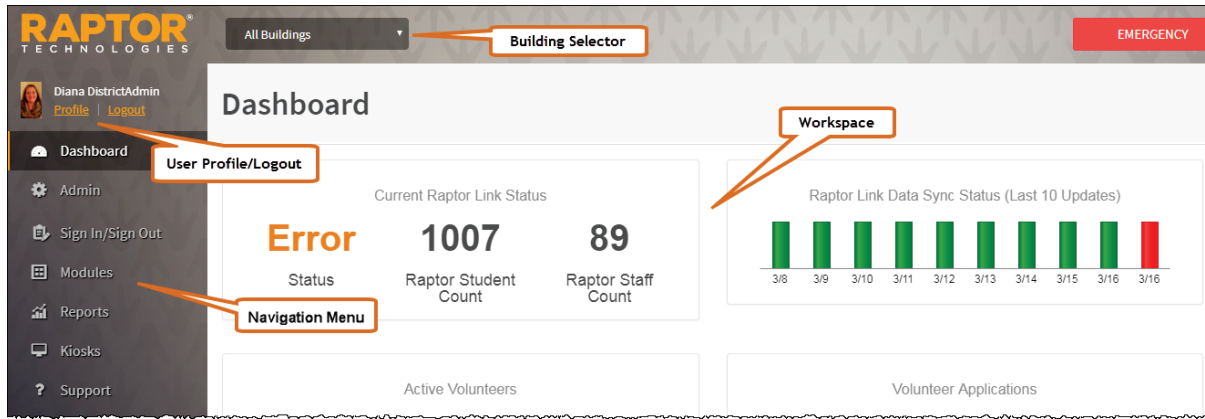 RAPTOR®
TECHNOLOGIES
All Buildings
Building Selector
EMERGENCY
Diana DistrictAdmin
Profile | Logout
Dashboard
Workspace
Dashboard
User Profile/Logout
Admin
Sign In/Sign Out
Modules
Reports
Kiosks
? Support
Navigation Menu
Current Raptor Link Status
Error 1007 89
Status Raptor Student Raptor Staff
Count Count
Raptor Link Data Sync Status (Last 10 Updates)
3/8 3/9 3/10 3/11 3/12 3/13 3/14 3/15 3/16 3/16
Active Volunteers
Volunteer Applications